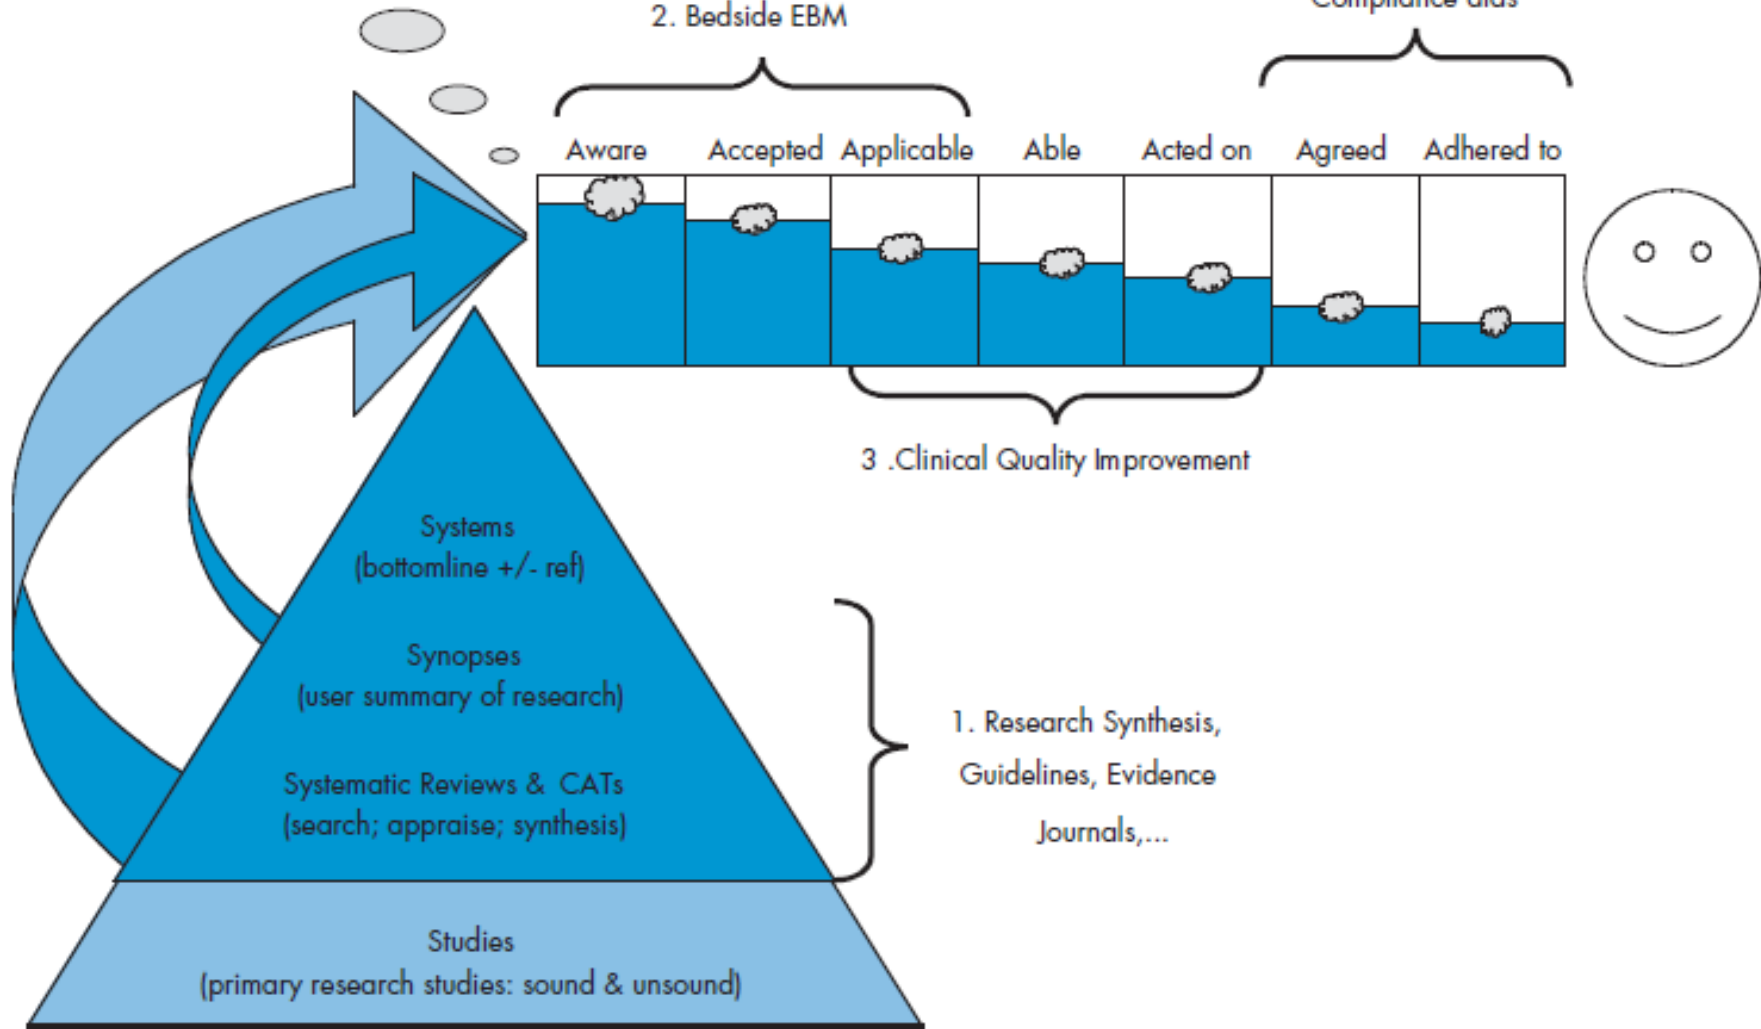 2. Bedside EBM
Compliance aids
Aware
Accepted
Applicable
Able
Acted on
Agreed
Adhered to
3 .Clinical Quality Improvement
Systems
(bottomline +/- ref)
Synopses
(user summary of research)
1. Research Synthesis,
Guidelines, Evidence
Journals,...
Systematic Reviews & CATs
(search; appraise; synthesis)
Studies
(primary research studies: sound & unsound)